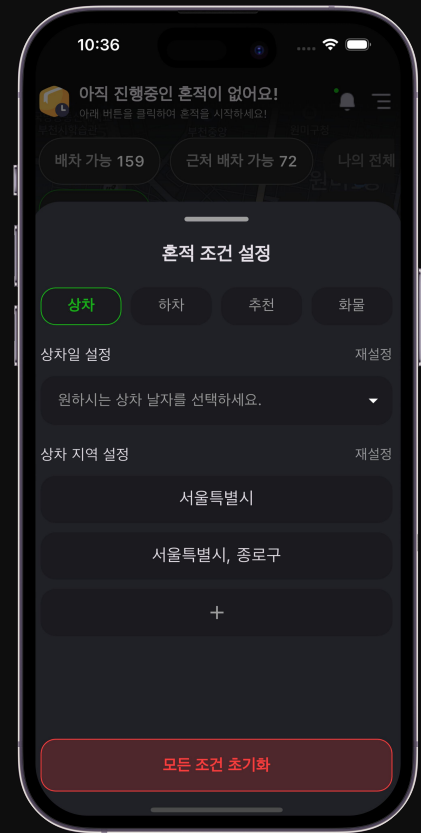 10:36
아직 진행중인 혼적이 없어요!
아래 버튼을 클릭하여 혼적을 시작하세요!
배차 가능 159
근처 배차 가능 72
나의 전체
혼적 조건 설정
상차
하차
추천
화물
상차일 설정
재설정
원하시는 상차 날자를 선택하세요.
상차 지역 설정
재설정
서울특별시
서울특별시, 종로구
+
모든 조건 초기화